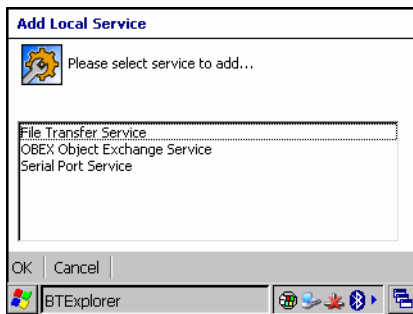 Add Local Service
Please select service to add...
File Transfer Service
OBEX Object Exchange Service
Serial Port Service
OK Cancel
BTExplorer